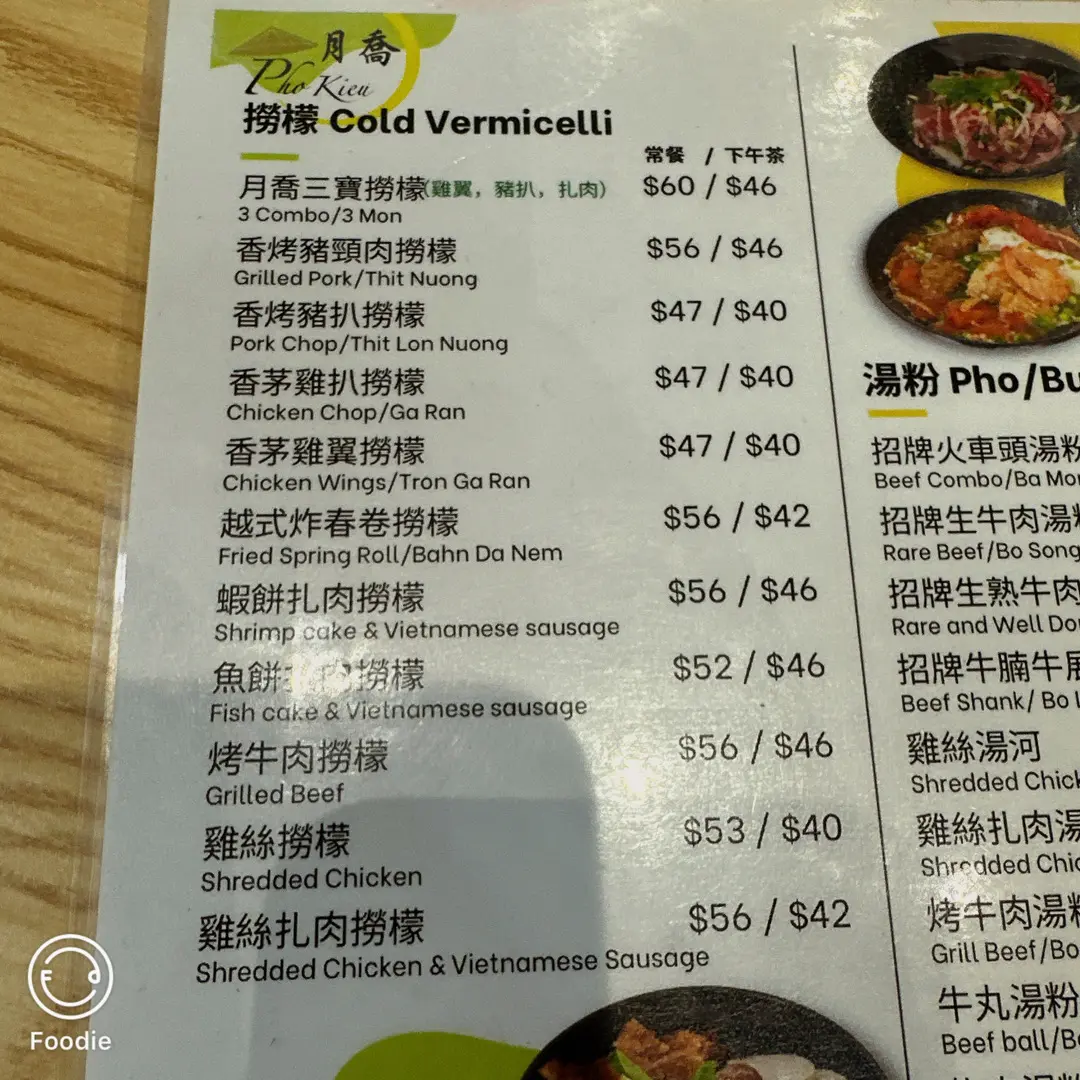 月喬
Pho Kieu
撈檬 Cold Vermicelli
常餐 / 下午茶
月喬三寶撈檬(雞翼，豬扒，扎肉) $60 / $46
3 Combo/3 Mon
香烤豬頸肉撈檬 $56 / $46
Grilled Pork/Thit Nuong
香烤豬扒撈檬 $47 / $40
Pork Chop/Thit Lon Nuong
香茅雞扒撈檬 $47 / $40
Chicken Chop/Ga Ran
香茅雞翼撈檬 $47 / $40
Chicken Wings/Tron Ga Ran
越式炸春卷撈檬 $56 / $42
Fried Spring Roll/Bahn Da Nem
蝦餅扎肉撈檬 $56 / $46
Shrimp cake & Vietnamese sausage
魚餅扎肉撈檬 $52 / $46
Fish cake & Vietnamese sausage
烤牛肉撈檬 $56 / $46
Grilled Beef
雞絲撈檬 $53 / $40
Shredded Chicken
雞絲扎肉撈檬 $56 / $42
Shredded Chicken & Vietnamese Sausage
湯粉 Pho/Bu
招牌火車頭湯粉
Beef Combo/Ba Mo
招牌生牛肉湯
Rare Beef/Bo Song
招牌生熟牛肉
Rare and Well Do
招牌牛腩牛展
Beef Shank/ Bo
雞絲湯河
Shredded Chick
雞絲扎肉湯
Shredded Chic
烤牛肉湯粉
Grill Beef/Bo
牛丸湯粉
Beef ball/B
Foodie